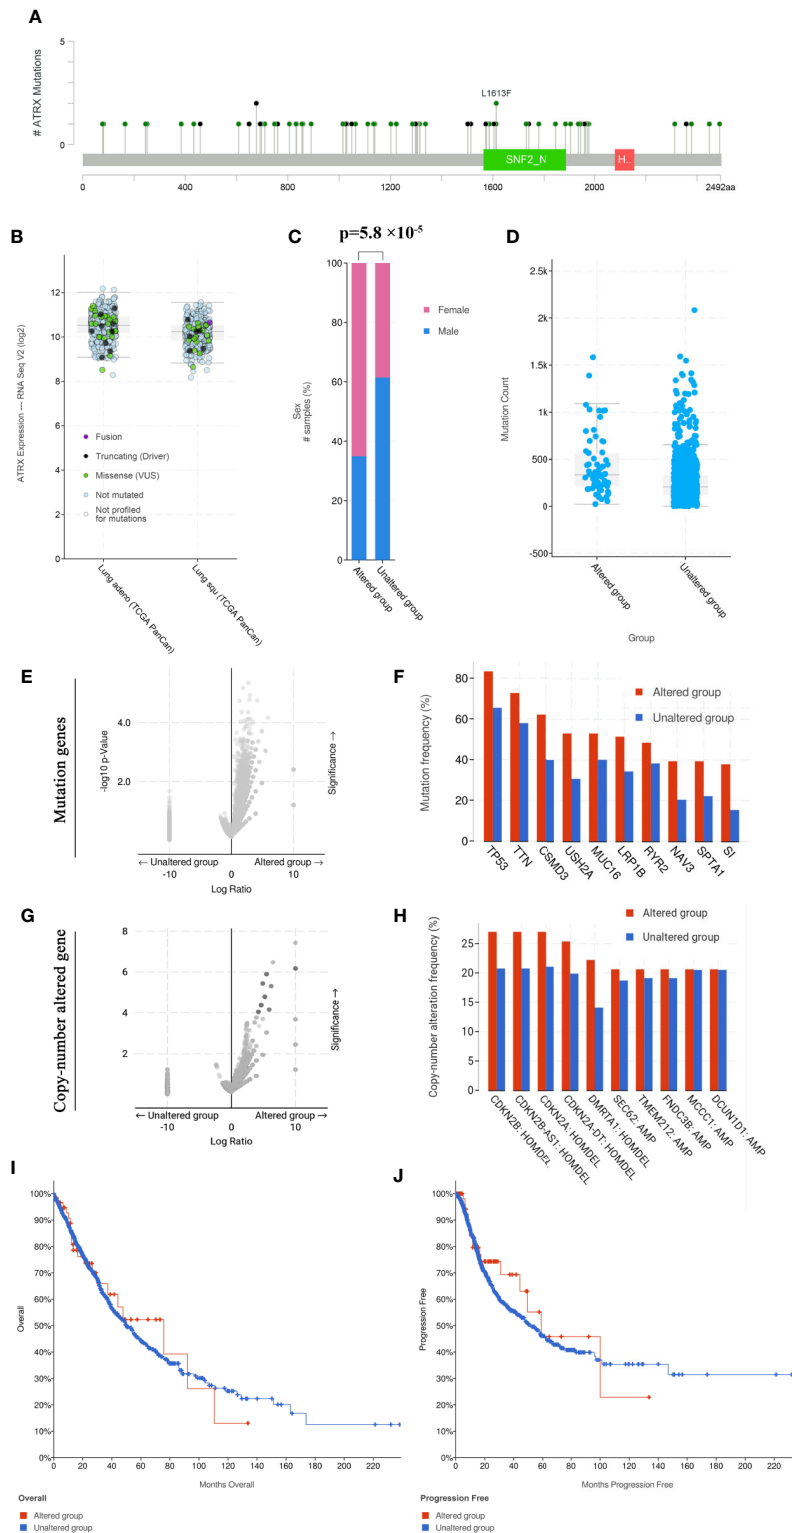 A
# ATRX Mutations
5
0
L1613F
SNF2_N
H..
0
400
800
1200
1600
2000
2492aa
B
ATRX Expression --- RNA Seq V2 (log2)
12
10
8
6
4
2
0
Fusion
Truncating (Driver)
Missense (VUS)
Not mutated
Not profiled
for mutations
Lung adeno (TCGA PanCan)
Lung squ (TCGA PanCan)
C
p=5.8 ×10-5
Sex
# samples (%)
100
80
60
40
20
0
Female
Male
Altered group
Unaltered group
D
Mutation Count
2.5k
2k
1.5k
1k
500
0
-500
Altered group
Unaltered group
Group
E
Mutation genes
-log10 p-Value
4.0
2.0
Significance →
← Unaltered group
Altered group →
-10
0
10
Log Ratio
F
Mutation frequency (%)
80
60
40
20
0
Altered group
Unaltered group
TP53
TTN
CSMD3
USH2A
MUC16
LRP1B
RYR2
NAV3
SPTA1
SI
G
Copy-number altered gene
8
6
4
2
Significance →
← Unaltered group
Altered group →
-10
0
10
Log Ratio
H
Copy-number alteration frequency (%)
25
20
15
10
5
0
Altered group
Unaltered group
CDKN2B: HOMDEL
CDKN2B-AS1: HOMDEL
CDKN2A: HOMDEL
CDKN2A-DT: HOMDEL
DMRTA1: HOMDEL
SEC62: AMP
TMEM212: AMP
FNDC3B: AMP
MCCC1: AMP
DCUN1D1: AMP
I
Overall
100%
90%
80%
70%
60%
50%
40%
30%
20%
10%
0%
0
20
40
60
80
100
120
140
160
180
200
220
Months Overall
Overall
Altered group
Unaltered group
J
Progression Free
100%
90%
80%
70%
60%
50%
40%
30%
20%
10%
0%
0
20
40
60
80
100
120
140
160
180
200
220
Months Progression Free
Progression Free
Altered group
Unaltered group